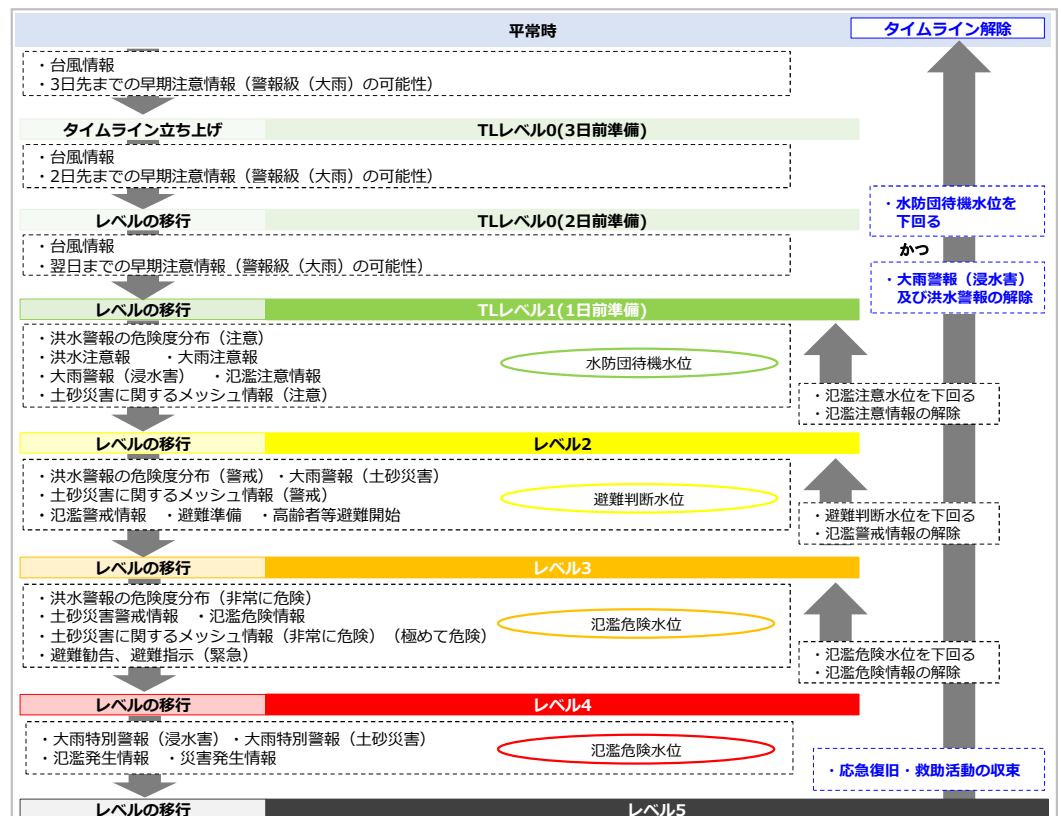 平常時
タイムライン解除
・台風情報
・3日先までの早期注意情報（警報級（大雨）の可能性）
タイムライン立ち上げ
TLレベル0(3日前準備)
・台風情報
・2日先までの早期注意情報（警報級（大雨）の可能性）
レベルの移行
TLレベル0(2日前準備)
・台風情報
・翌日までの早期注意情報（警報級（大雨）の可能性）
・水防団待機水位を
下回る
かつ
・大雨警報（浸水害）
及び洪水警報の解除
レベルの移行
TLレベル1(1日前準備)
・洪水警報の危険度分布（注意）
・洪水注意報　・大雨注意報
・大雨警報（浸水害）　・氾濫注意情報
・土砂災害に関するメッシュ情報（注意）
水防団待機水位
・氾濫注意水位を下回る
・氾濫注意情報の解除
レベルの移行
レベル2
・洪水警報の危険度分布（警戒）・大雨警報（土砂災害）
・土砂災害に関するメッシュ情報（警戒）
・氾濫警戒情報　・避難準備　・高齢者等避難開始
避難判断水位
・避難判断水位を下回る
・氾濫警戒情報の解除
レベルの移行
レベル3
・洪水警報の危険度分布（非常に危険）
・土砂災害警戒情報　・氾濫危険情報
・土砂災害に関するメッシュ情報（非常に危険）（極めて危険）
・避難勧告、避難指示（緊急）
氾濫危険水位
・氾濫危険水位を下回る
・氾濫危険情報の解除
レベルの移行
レベル4
・大雨特別警報（浸水害）・大雨特別警報（土砂災害）
・氾濫発生情報　・災害発生情報
氾濫危険水位
・応急復旧・救助活動の収束
レベルの移行
レベル5